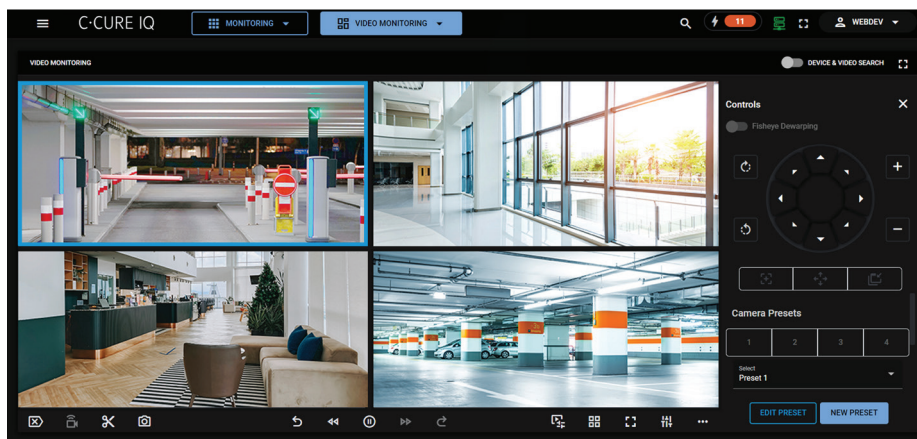 C·CURE IQ
MONITORING
VIDEO MONITORING
11
WEBDEV
VIDEO MONITORING
DEVICE & VIDEO SEARCH
Controls
Fisheye Dewarping
Camera Presets
1 2 3 4
Select
Preset 1
EDIT PRESET NEW PRESET